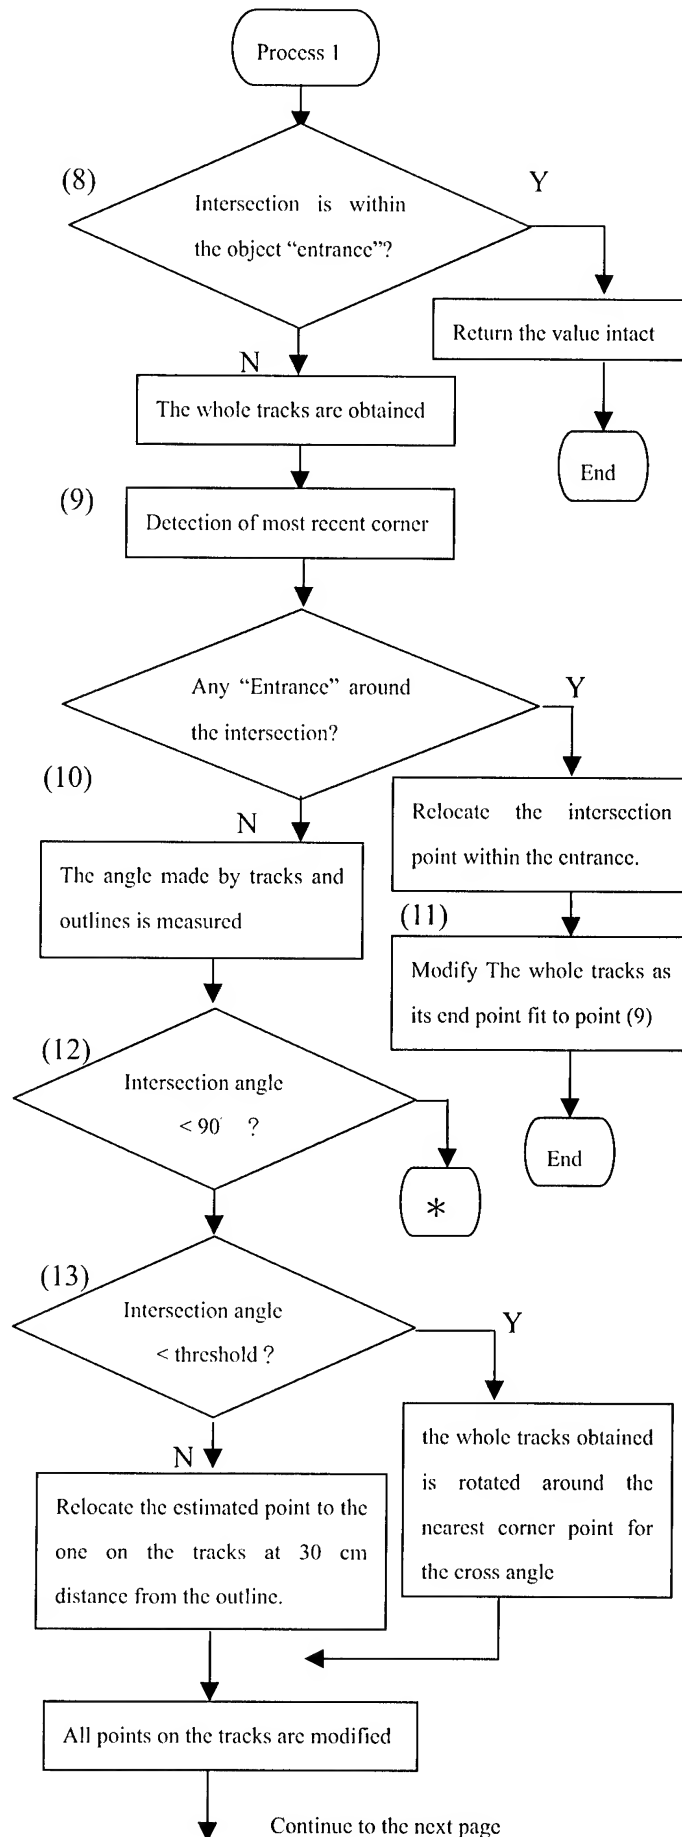 Process 1
(8)
Y
Intersection is within
the object “entrance”?
Return the value intact
N
The whole tracks are obtained
End
(9)
Detection of most recent corner
Any “Entrance” around
the intersection?
Y
(10)
N
Relocate the intersection
point within the entrance.
The angle made by tracks and
outlines is measured
(11)
Modify The whole tracks as
its end point fit to point (9)
(12)
Intersection angle
< 90° ?
End
*
(13)
Intersection angle
< threshold ?
Y
N
the whole tracks obtained
is rotated around the
nearest corner point for
the cross angle
Relocate the estimated point to the
one on the tracks at 30 cm
distance from the outline.
All points on the tracks are modified
Continue to the next page